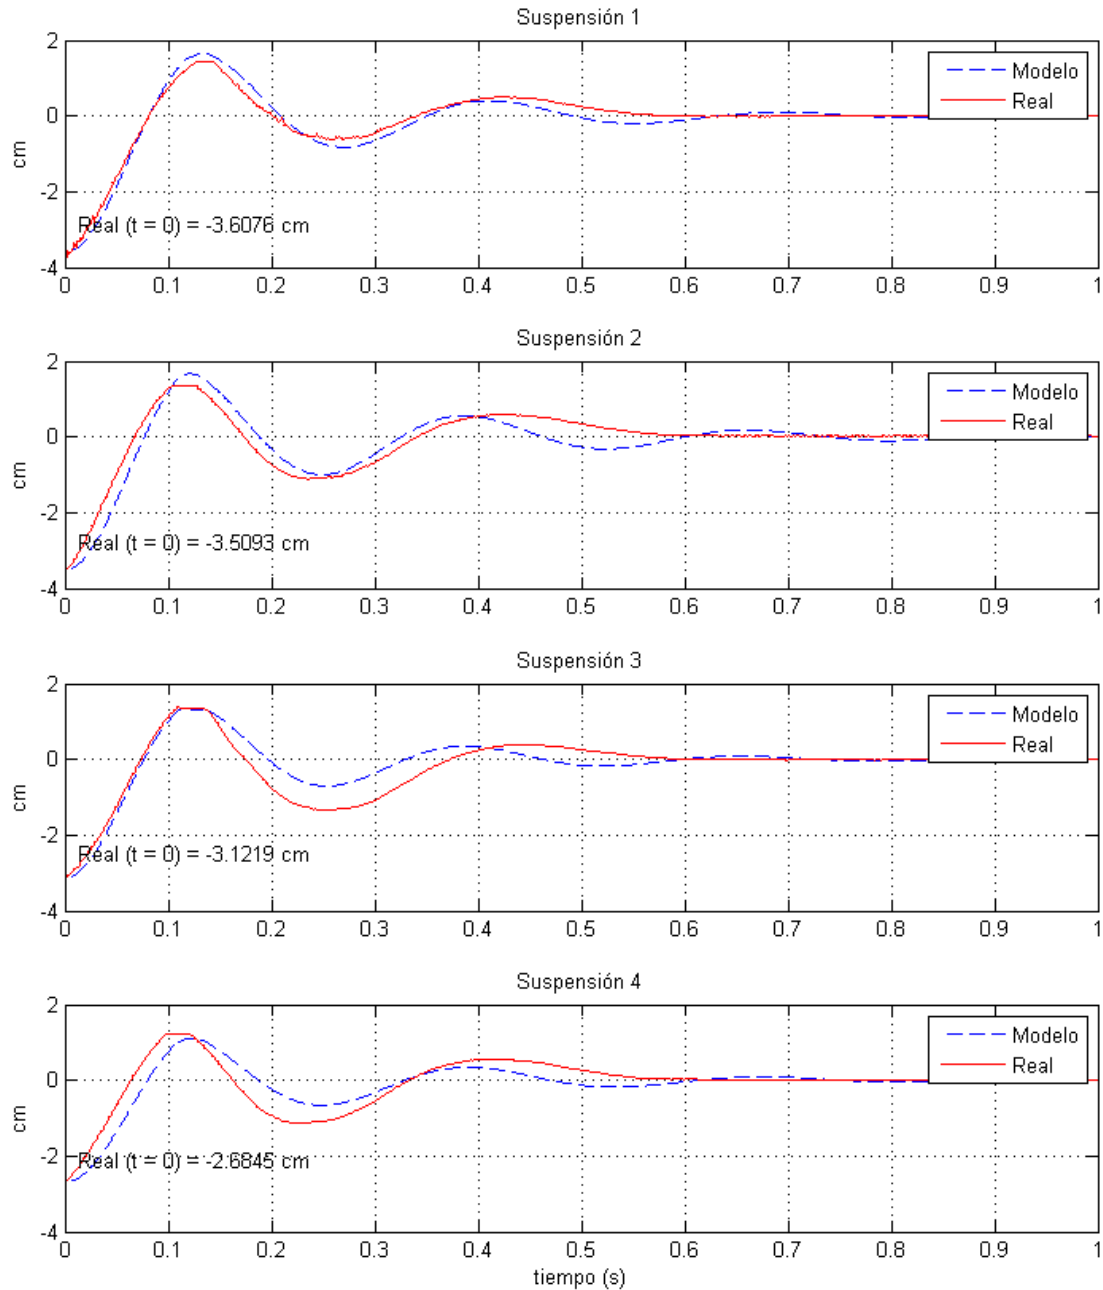 Suspensión 1
2
0
-2
-4
cm
Modelo
Real
Real (t = 0) = -3.6076 cm
0 0.1 0.2 0.3 0.4 0.5 0.6 0.7 0.8 0.9 1
Suspensión 2
2
0
-2
-4
cm
Modelo
Real
Real (t = 0) = -3.5093 cm
0 0.1 0.2 0.3 0.4 0.5 0.6 0.7 0.8 0.9 1
Suspensión 3
2
0
-2
-4
cm
Modelo
Real
Real (t = 0) = -3.1219 cm
0 0.1 0.2 0.3 0.4 0.5 0.6 0.7 0.8 0.9 1
Suspensión 4
2
0
-2
-4
cm
Modelo
Real
Real (t = 0) = -2.6845 cm
0 0.1 0.2 0.3 0.4 0.5 0.6 0.7 0.8 0.9 1
tiempo (s)